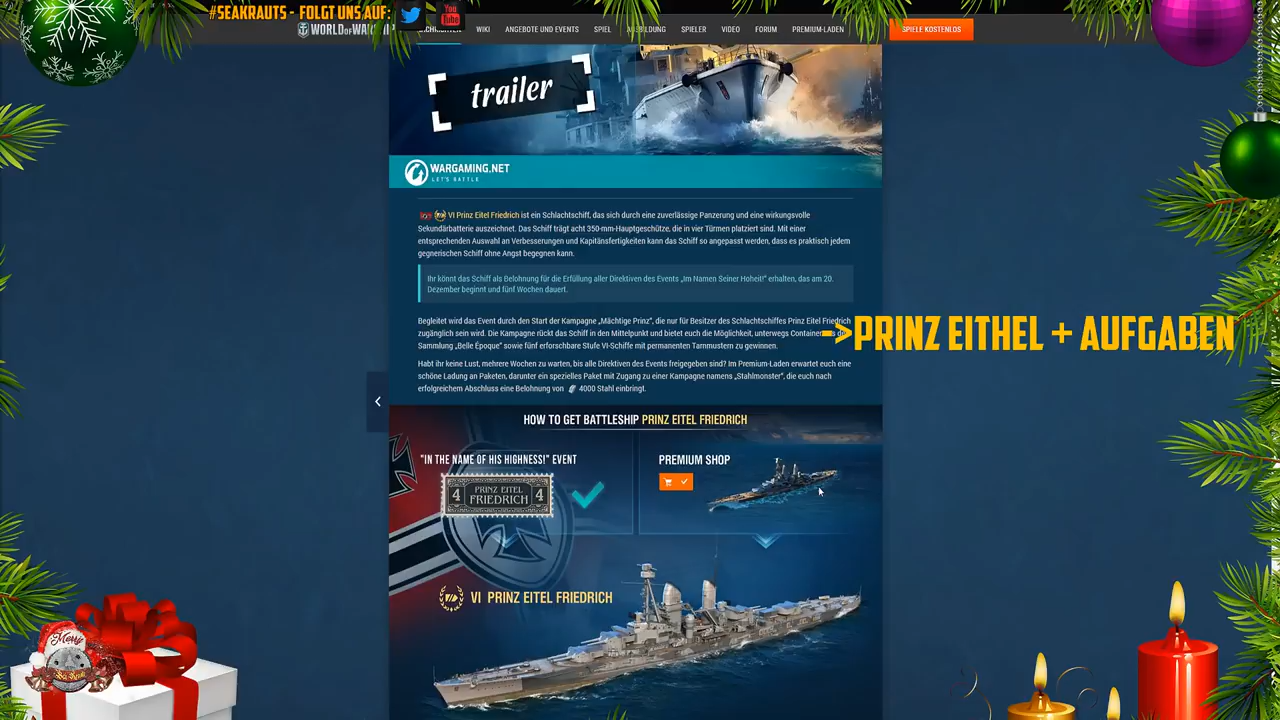 #SEAKRAUTS - FOLGT UNS AUF:
You Tube
WIKI ANGEBOTE UND EVENTS SPIEL SPIELER VIDEO FORUM PREMIUM-LADEN SPIELE KOSTENLOS
trailer
WARGAMING.NET
LET'S BATTLE
VI Prinz Eitel Friedrich ist ein Schlachtschiff, das sich durch eine zuverlässige Panzerung und eine wirkungsvolle
Sekundärbatterie auszeichnet. Das Schiff trägt acht 350-mm-Hauptgeschütze, die in vier Türmen platziert sind. Mit einer
entsprechenden Auswahl an Verbesserungen und Kapitänsfertigkeiten kann das Schiff so angepasst werden, dass es praktisch jedem
gegnerischen Schiff ohne Angst begegnen kann.
Ihr könnt das Schiff als Belohnung für die Erfüllung aller Direktiven des Events „Im Namen Seiner Hoheit!“ erhalten, das am 20.
Dezember beginnt und fünf Wochen dauert.
Begleitet wird das Event durch den Start der Kampagne „Mächtige Prinz“, die nur für Besitzer des Schlachtschiffes Prinz Eitel Friedrich
zugänglich sein wird. Die Kampagne rückt das Schiff in den Mittelpunkt und bietet euch die Möglichkeit, unterwegs Container
Sammlung „Belle Époque“ sowie fünf erforschbare Stufe VI-Schiffe mit permanenten Tarnmustern zu gewinnen.
->PRINZ EITHEL + AUFGABEN
Habt ihr keine Lust, mehrere Wochen zu warten, bis alle Direktiven des Events freigegeben sind? Im Premium-Laden erwartet euch eine
schöne Ladung an Paketen, darunter ein spezielles Paket mit Zugang zu einer Kampagne namens „Stahlmonster“, die euch nach
erfolgreichem Abschluss eine Belohnung von 4000 Stahl einbringt.
HOW TO GET BATTLESHIP PRINZ EITEL FRIEDRICH
"IN THE NAME OF HIS HIGHNESS!" EVENT
PREMIUM SHOP
4 PRINZ EITEL FRIEDRICH 4
VI PRINZ EITEL FRIEDRICH
Merry